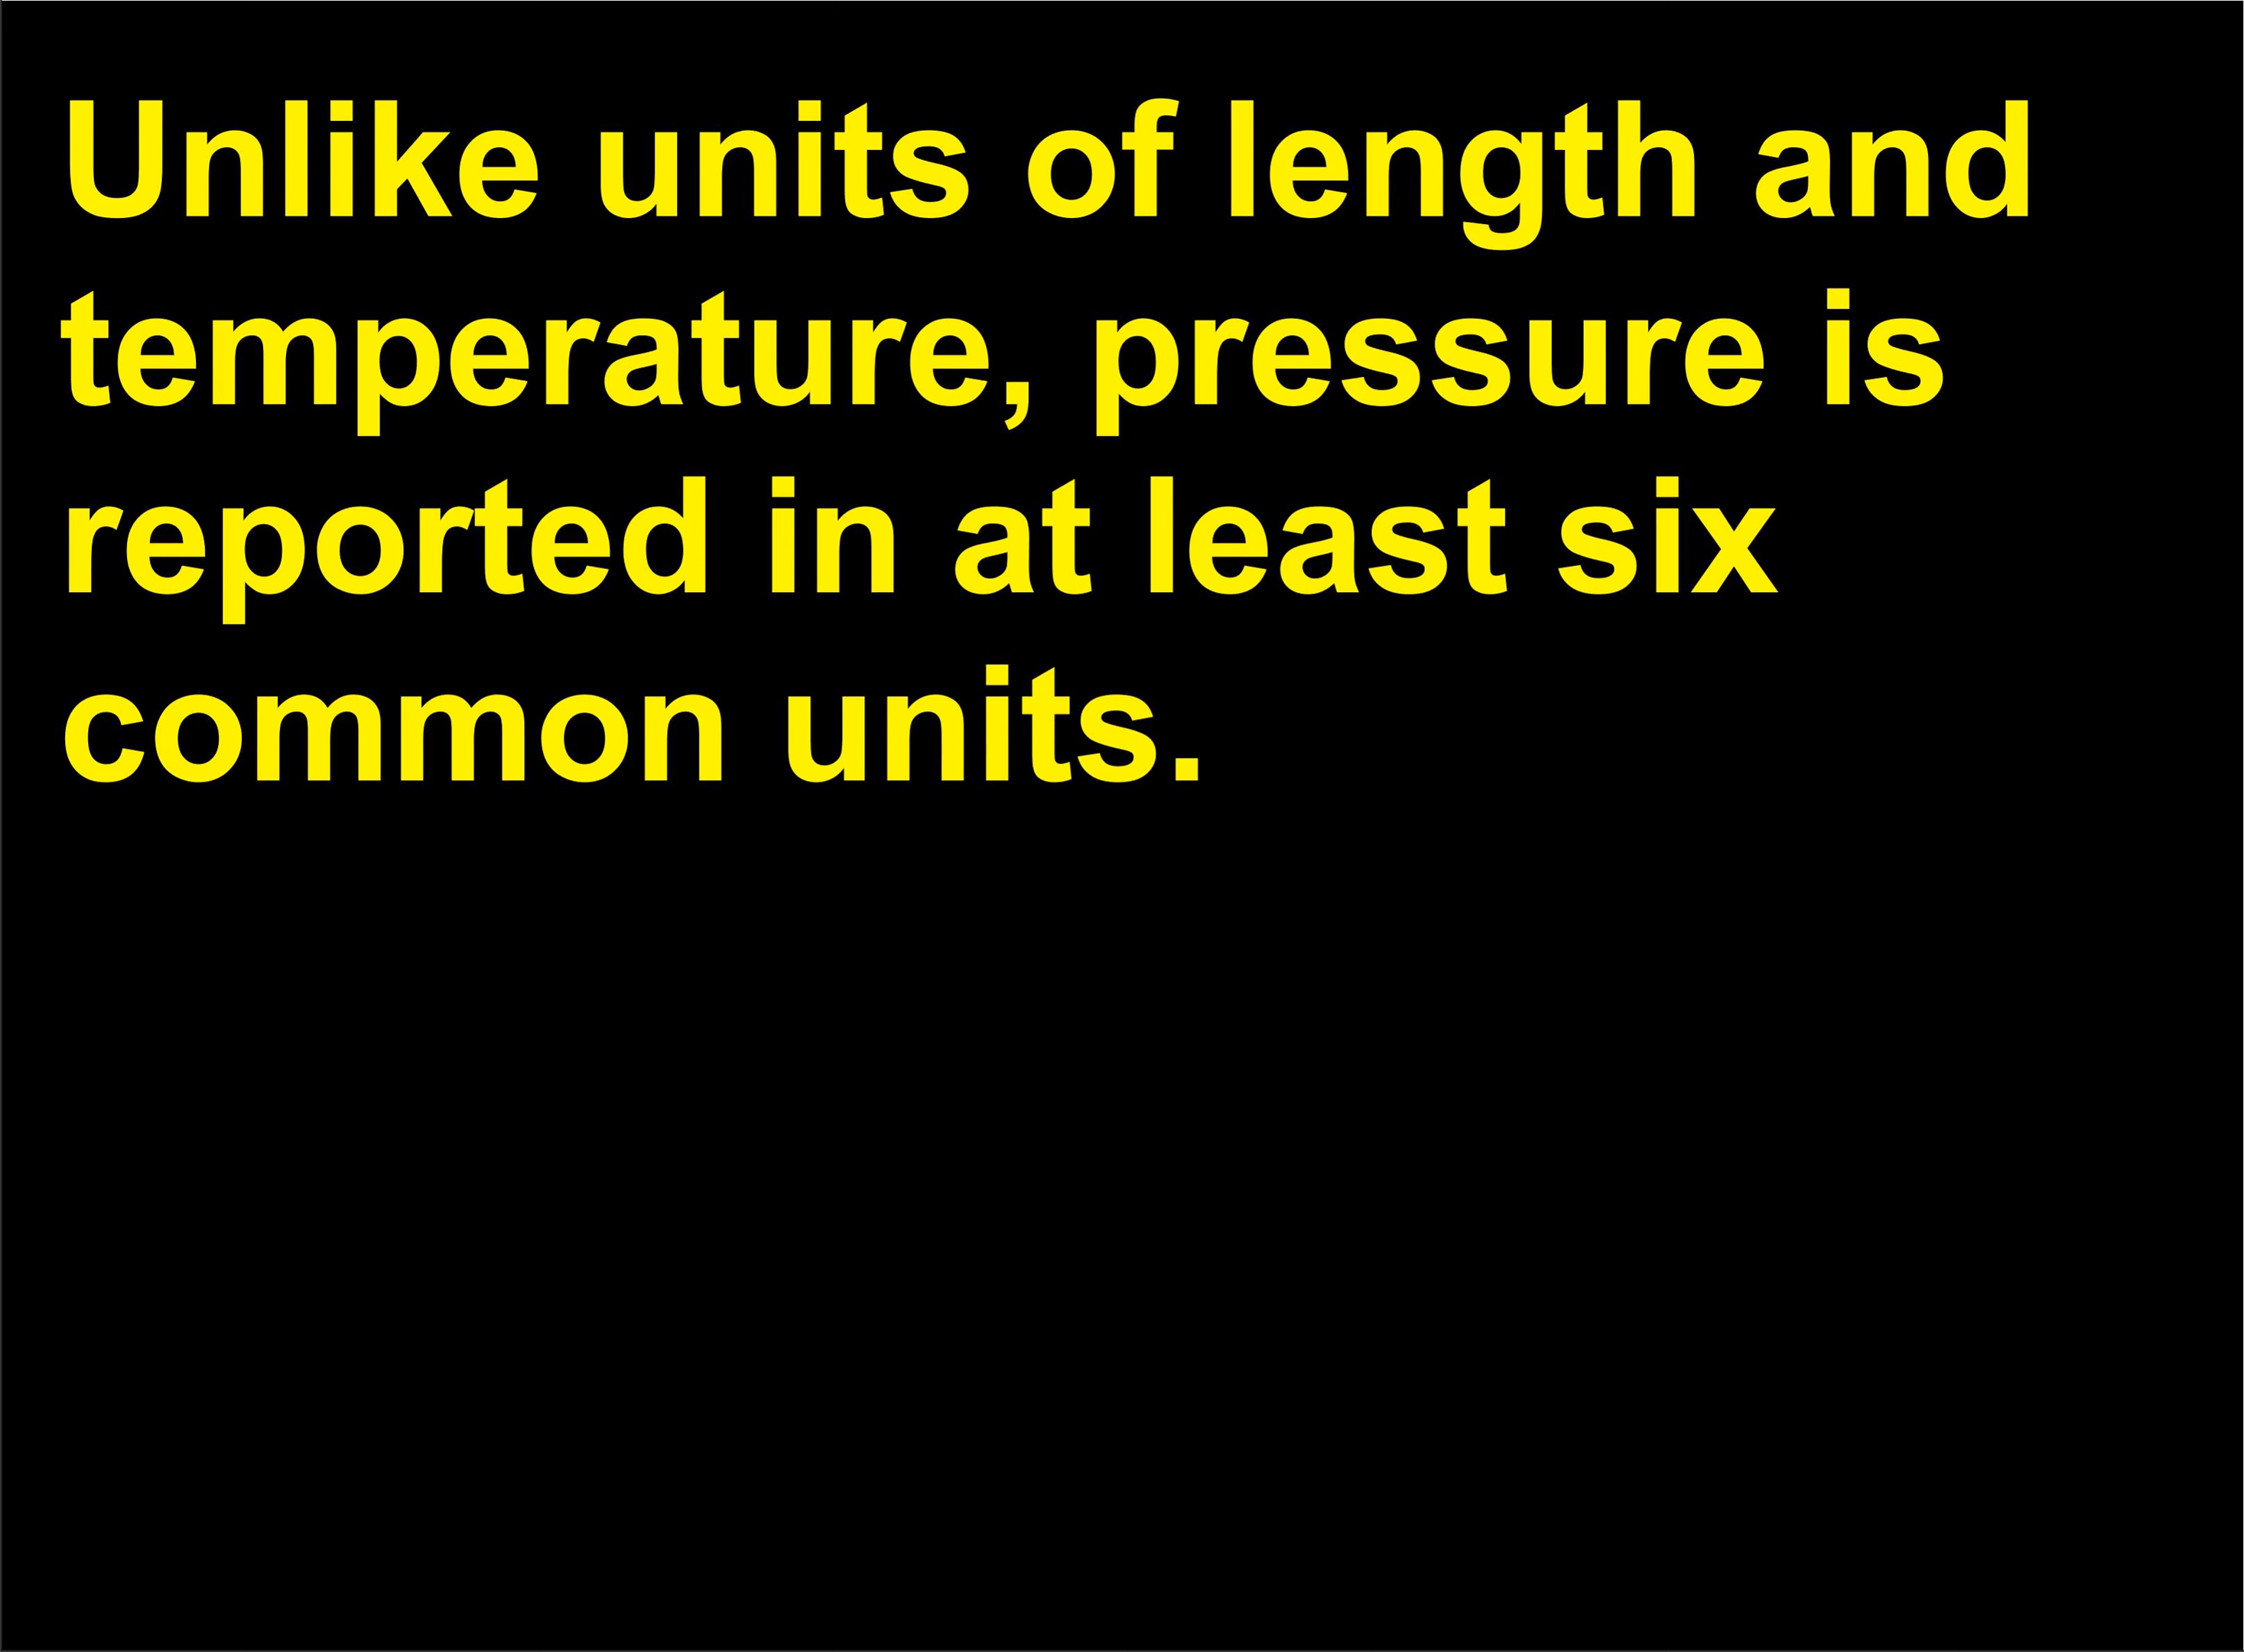 Unlike units of length and
temperature, pressure is
reported in at least six
common units.